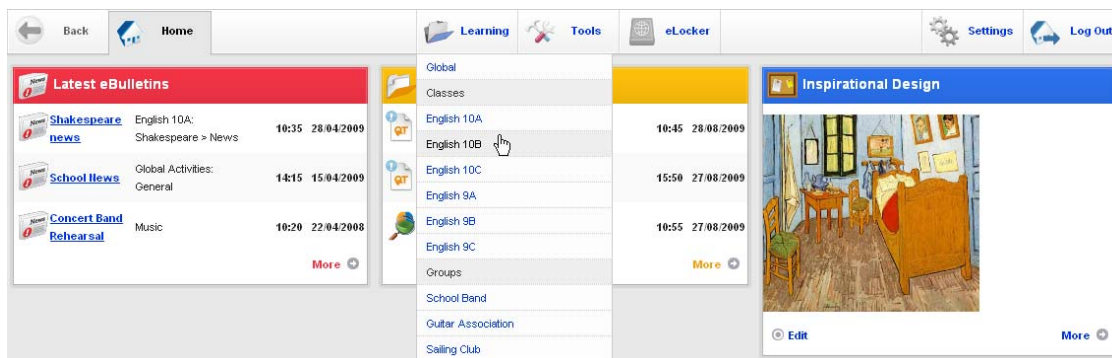 Back
Home
Learning
Tools
eLocker
Settings
Log Out
Latest eBulletins
Shakespeare
news
English 10A:
Shakespeare > News
10:35 28/04/2009
School News
Global Activities:
General
14:15 15/04/2009
Concert Band
Rehearsal
Music
10:20 22/04/2008
More
Global
Classes
English 10A
English 10B
English 10C
English 9A
English 9B
English 9C
Groups
School Band
Guitar Association
Sailing Club
10:45 28/08/2009
15:50 27/08/2009
10:55 27/08/2009
More
Inspirational Design
Edit
More